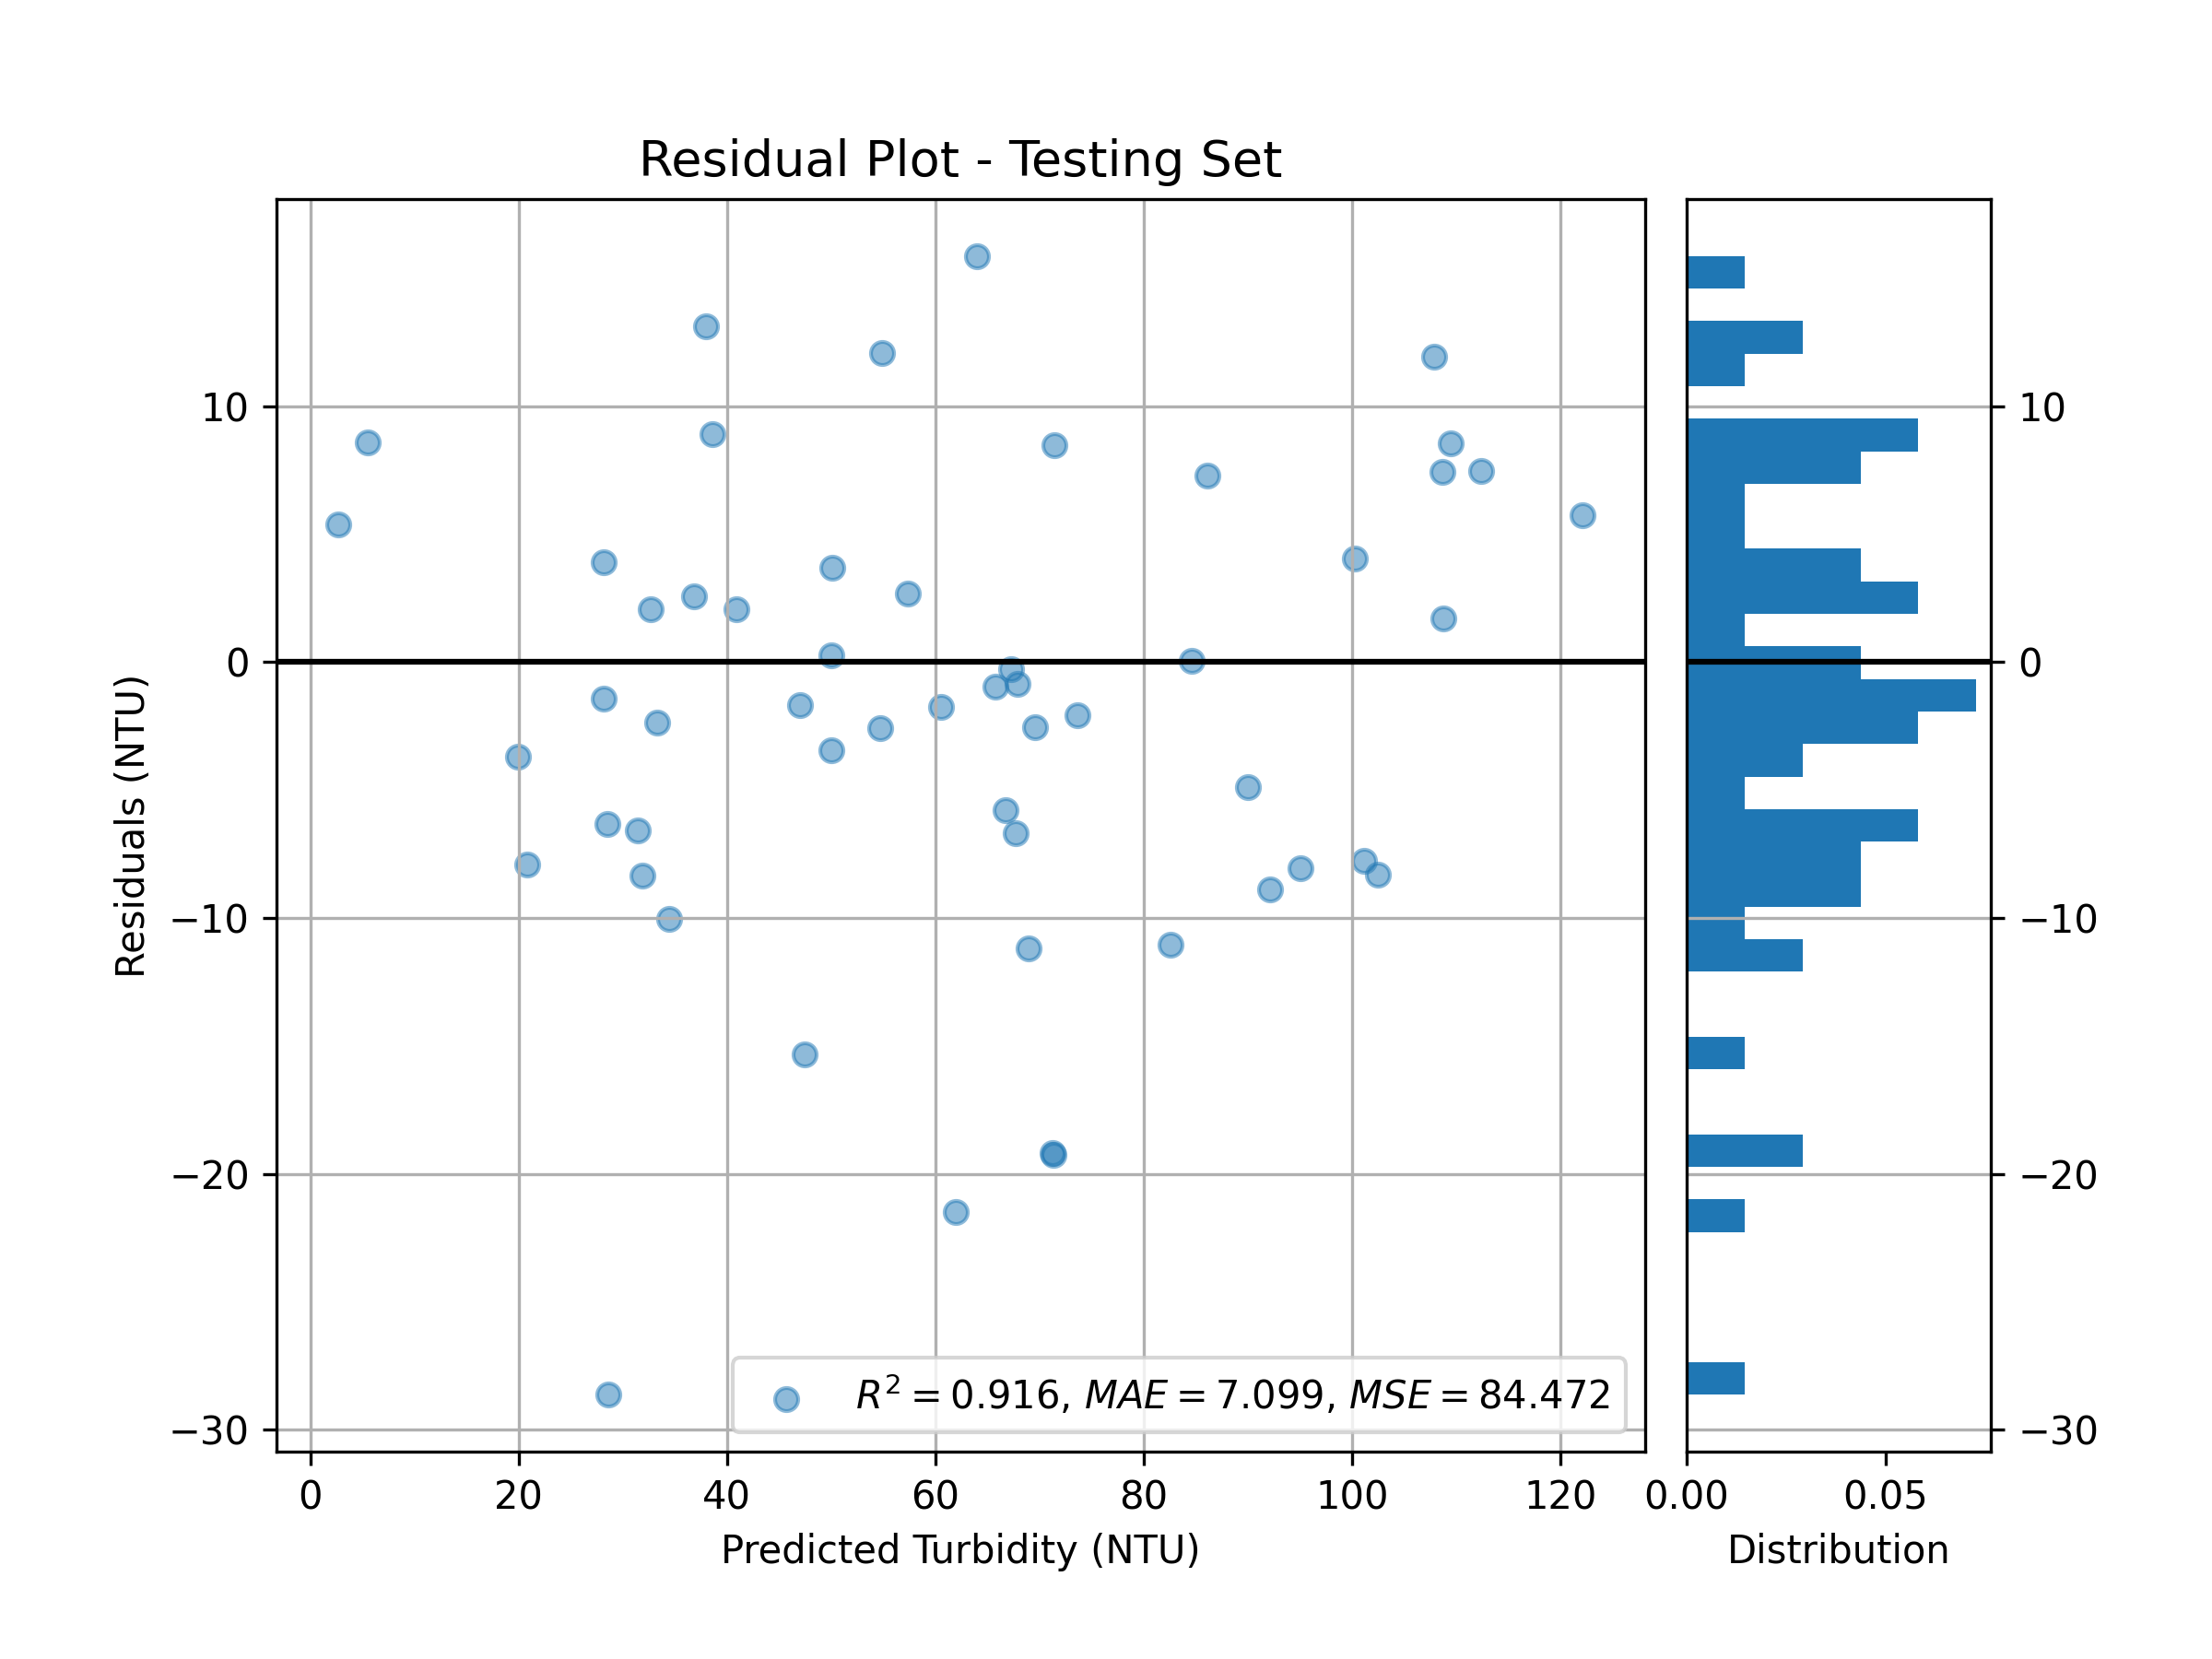 Residual Plot - Testing Set
Residuals (NTU)
10
0
−10
−20
−30
R² = 0.916, MAE = 7.099, MSE = 84.472
0 20 40 60 80 100 120
Predicted Turbidity (NTU)
10
0
−10
−20
−30
0.00 0.05
Distribution